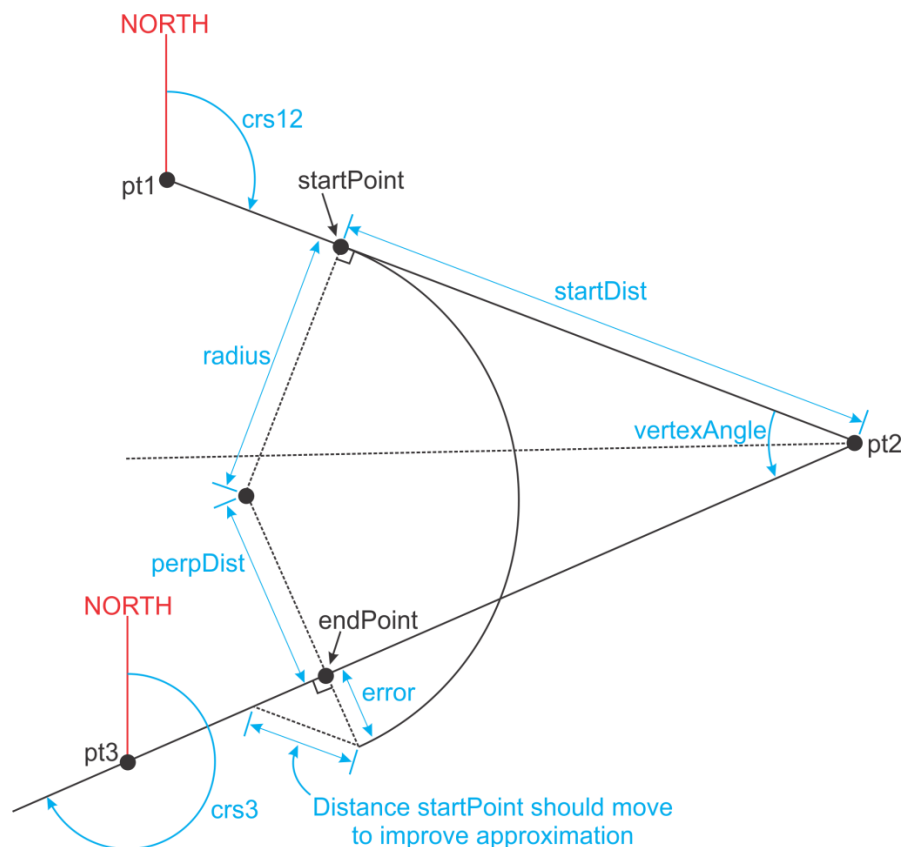 NORTH
crs12
pt1
startPoint
startDist
radius
vertexAngle
pt2
perpDist
NORTH
endPoint
error
pt3
crs3
Distance startPoint should move
to improve approximation